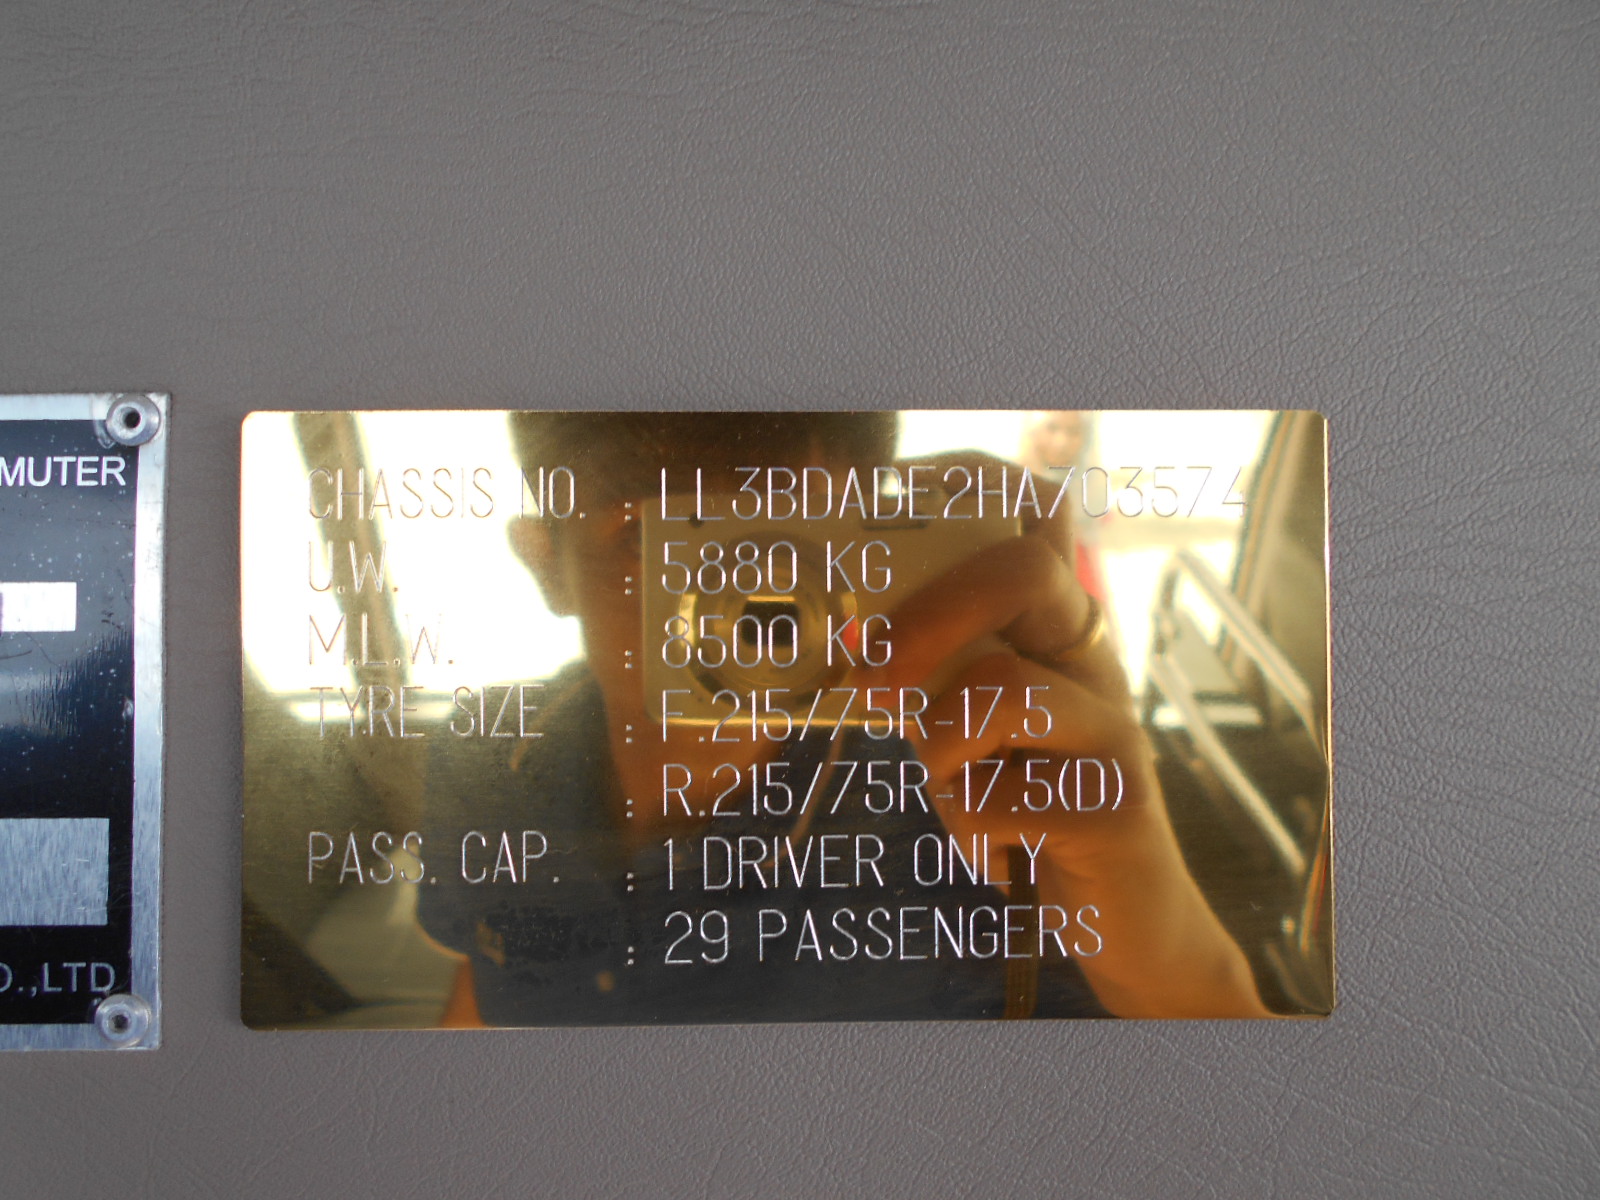 MUTER
O.,LTD
CHASSIS NO. : LL3BDADE2HA703574
U.W. : 5880 KG
M.L.W. : 8500 KG
TYRE SIZE : F.215/75R-17.5
: R.215/75R-17.5(D)
PASS. CAP. : 1 DRIVER ONLY
: 29 PASSENGERS